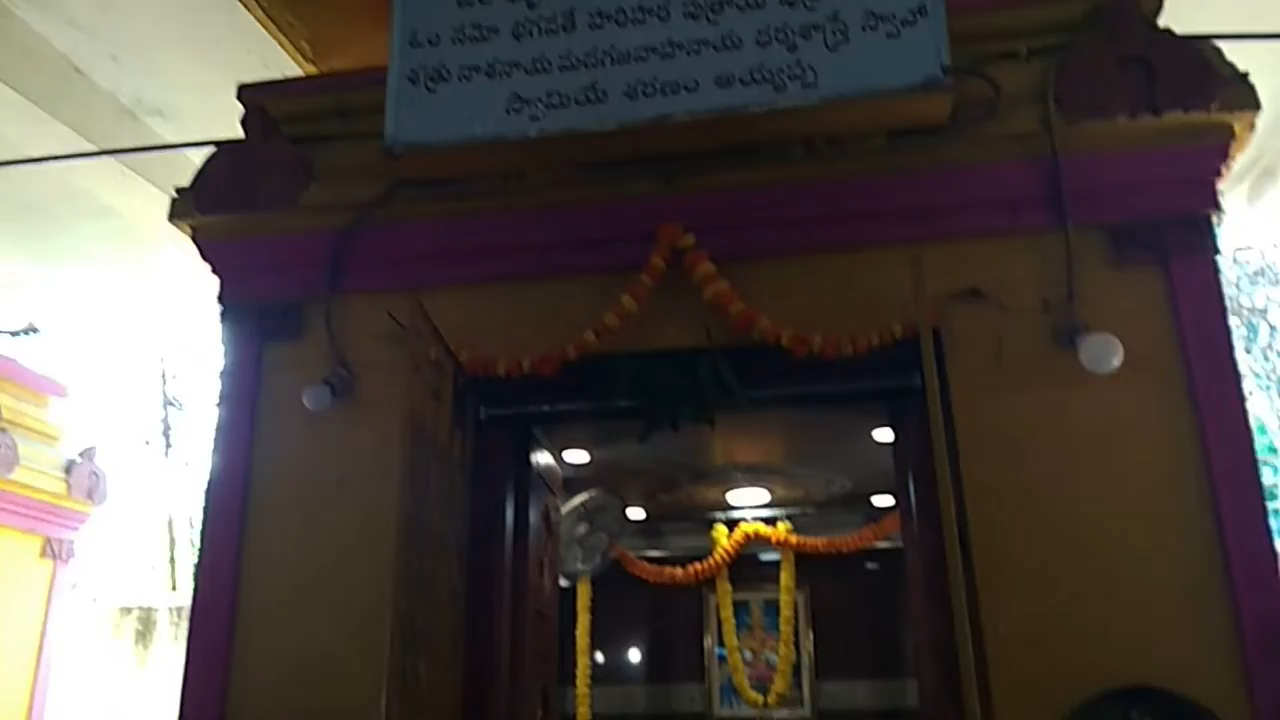 ఓం నమో భగవతే హరిహర పుత్రాయ
శత్రు నాశనాయ మదగజవాహనాయ ధర్మశాస్త్రే స్వాహా
స్వామియే శరణం అయ్యప్ప